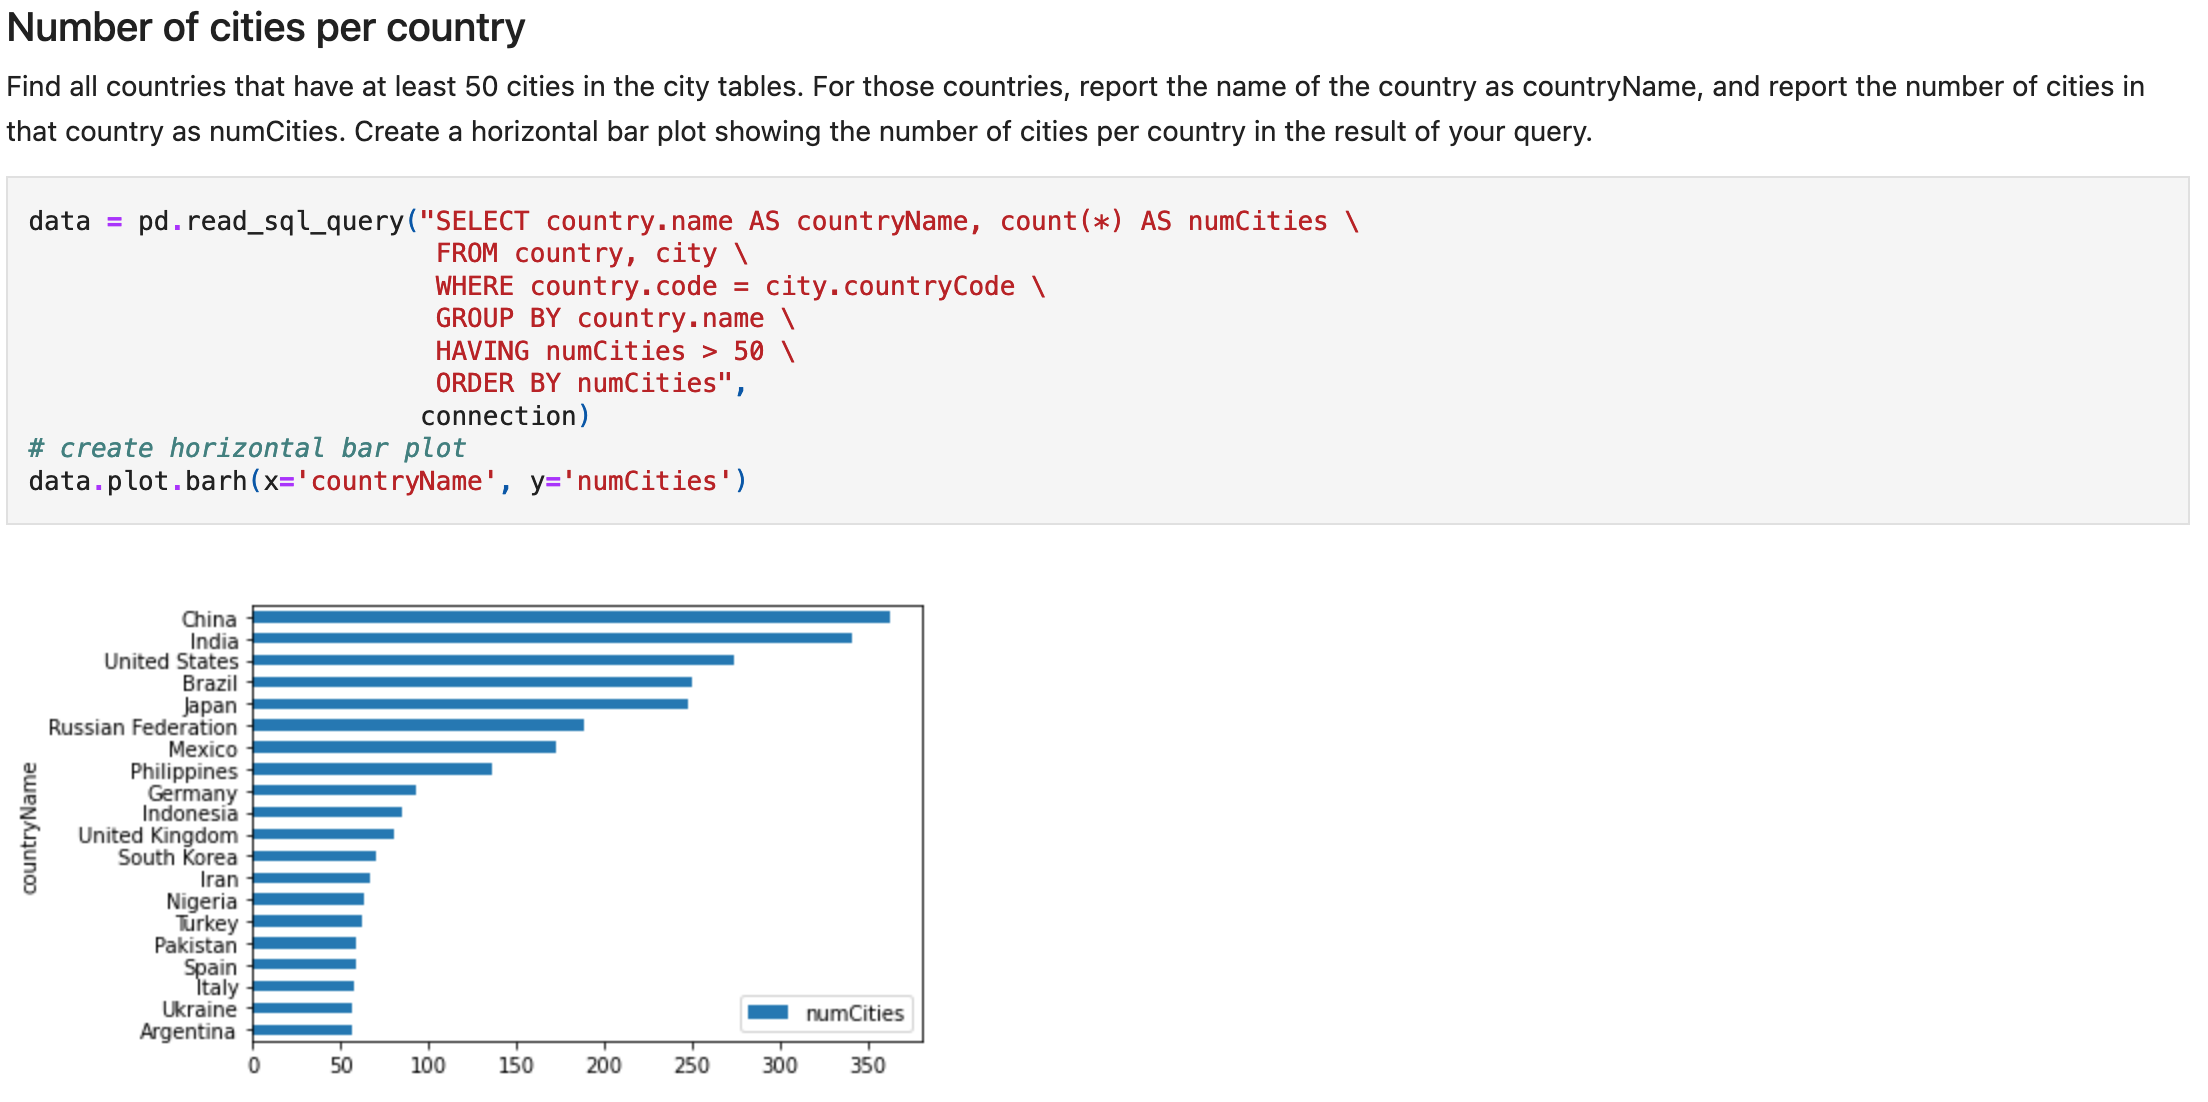 Number of cities per country
Find all countries that have at least 50 cities in the city tables. For those countries, report the name of the country as countryName, and report the number of cities in
that country as numCities. Create a horizontal bar plot showing the number of cities per country in the result of your query.
data = pd.read_sql_query("SELECT country.name AS countryName, count(*) AS numCities \
FROM country, city \
WHERE country.code = city.countryCode \
GROUP BY country.name \
HAVING numCities > 50 \
ORDER BY numCities",
connection)
# create horizontal bar plot
data.plot.barh(x='countryName', y='numCities')
countryName
China
India
United States
Brazil
Japan
Russian Federation
Mexico
Philippines
Germany
Indonesia
United Kingdom
South Korea
Iran
Nigeria
Turkey
Pakistan
Spain
Italy
Ukraine
Argentina
numCities
0 50 100 150 200 250 300 350